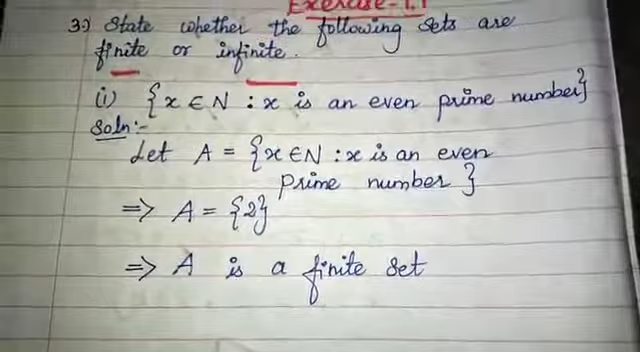 Exercise-1.1
3.) State whether the following sets are
finite or infinite.
(i) {x ∈ N : x is an even prime number}
Soln:-
Let A = {x ∈ N : x is an even
prime number}
=> A = {2}
=> A is a finite set